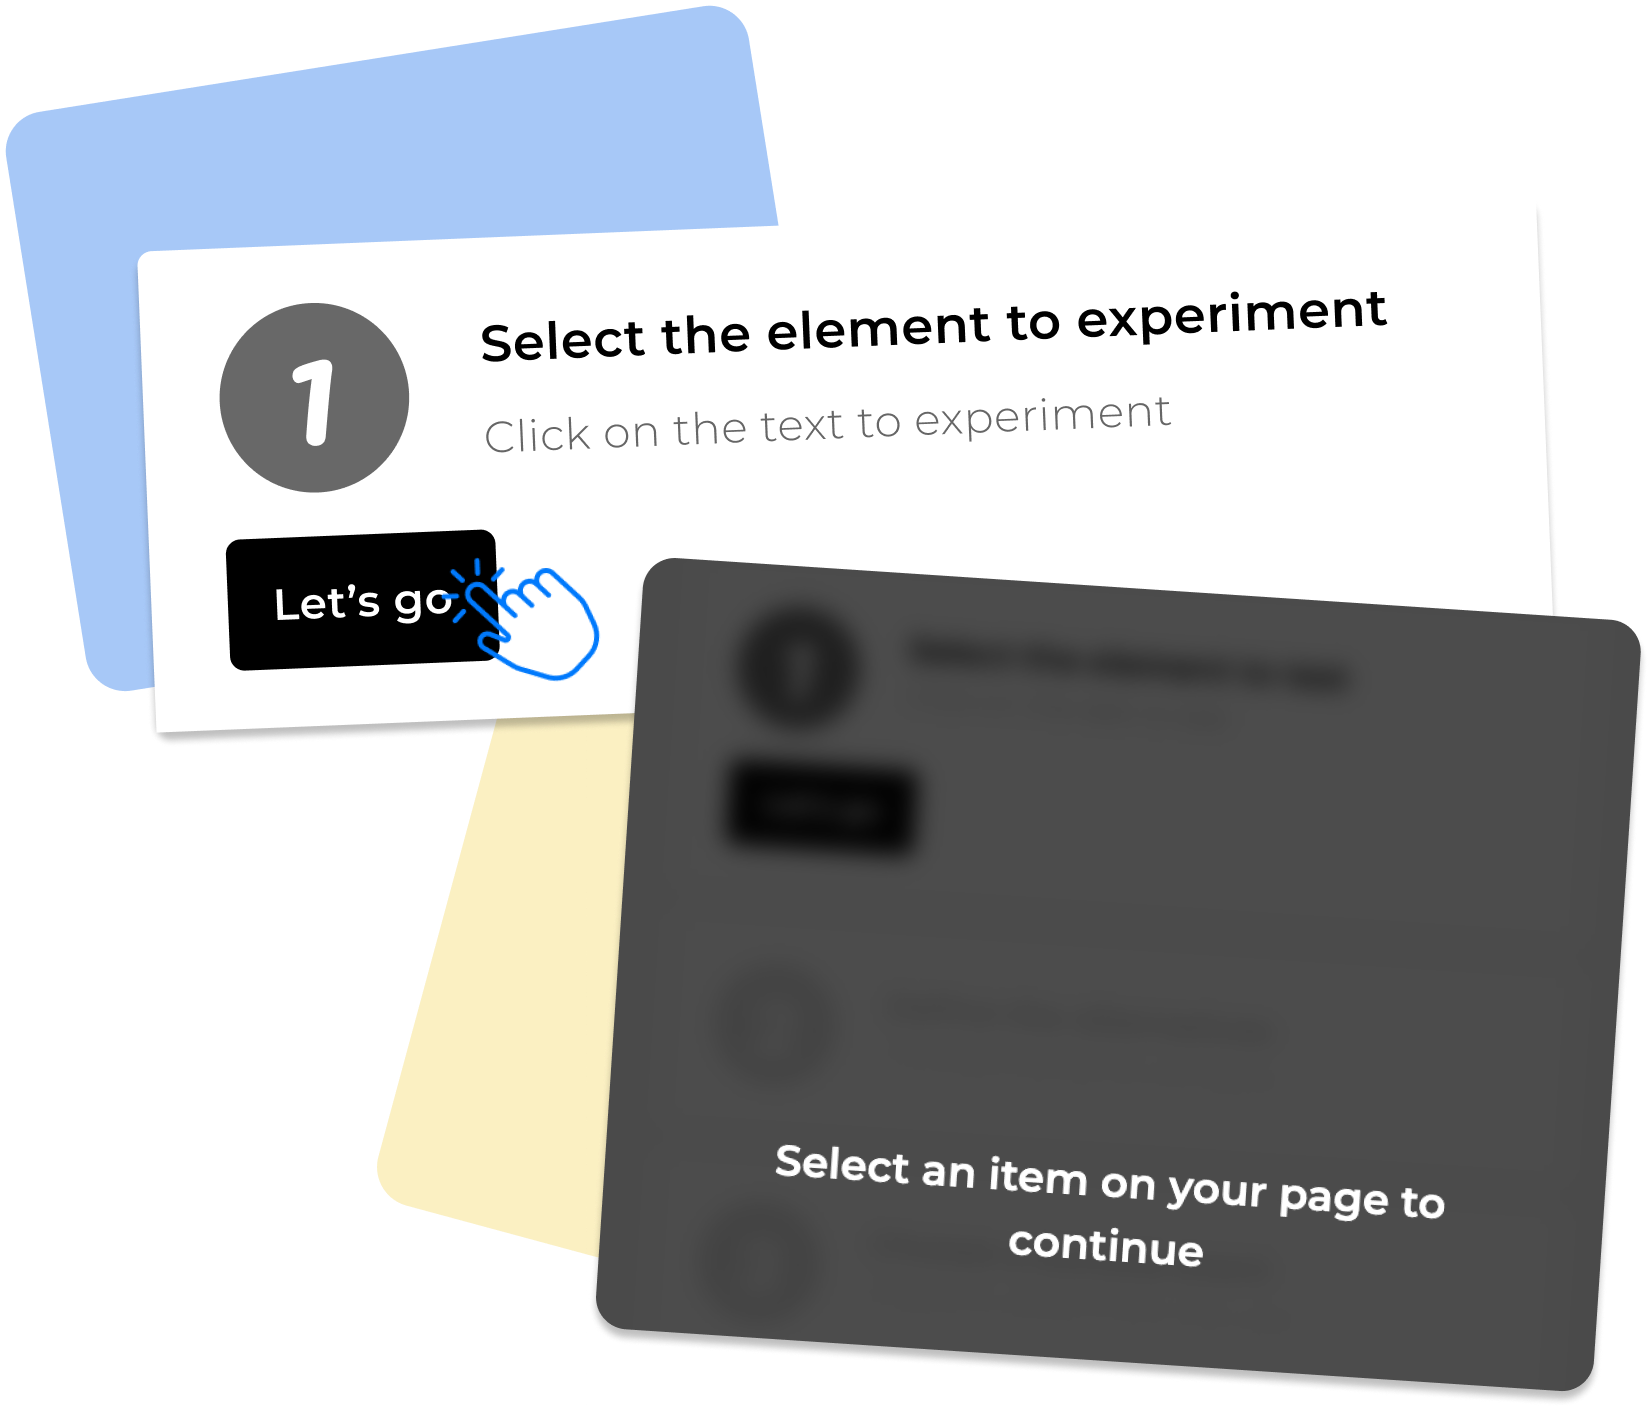 1
Select the element to experiment
Click on the text to experiment
Let's go
Select an item on your page to
continue